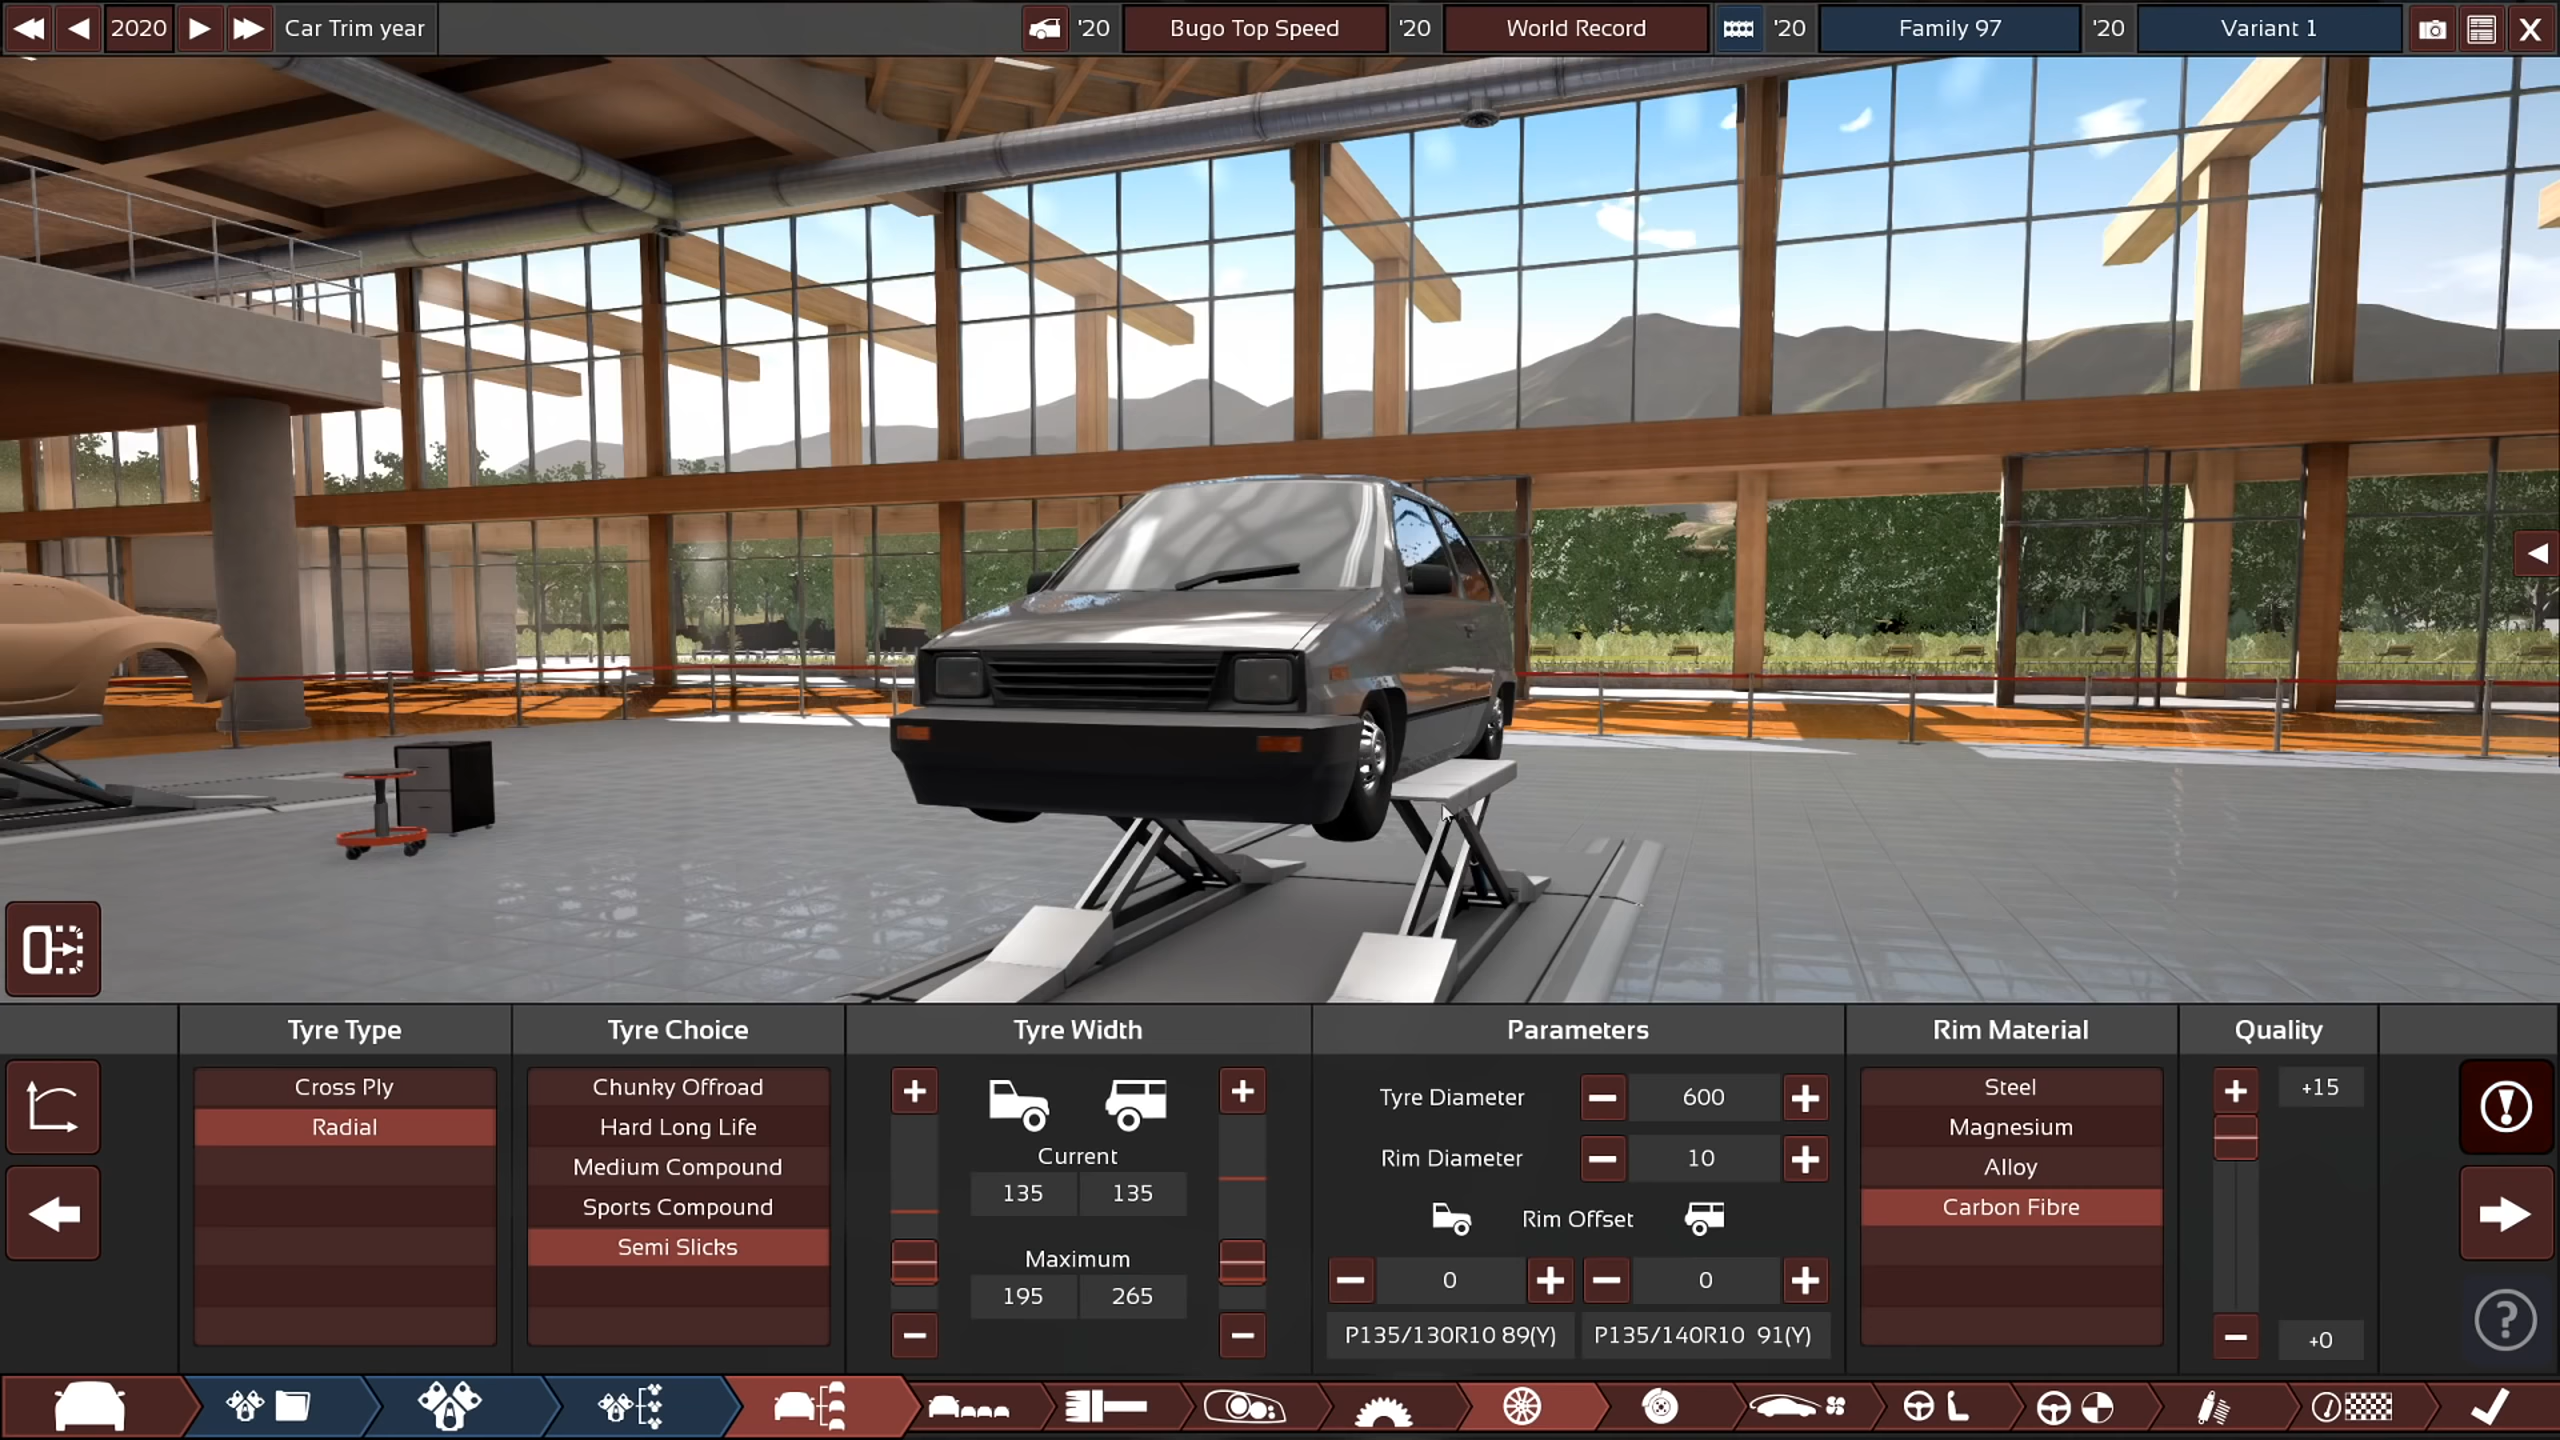 2020
Car Trim year
'20
Bugo Top Speed
'20
World Record
'20
Family 97
'20
Variant 1
X
Tyre Type
Cross Ply
Radial
Tyre Choice
Chunky Offroad
Hard Long Life
Medium Compound
Sports Compound
Semi Slicks
Tyre Width
Current
135 135
Maximum
195 265
Parameters
Tyre Diameter 600
Rim Diameter 10
Rim Offset
0 0
P135/130R10 89(Y) P135/140R10 91(Y)
Rim Material
Steel
Magnesium
Alloy
Carbon Fibre
Quality
+15
+0
?